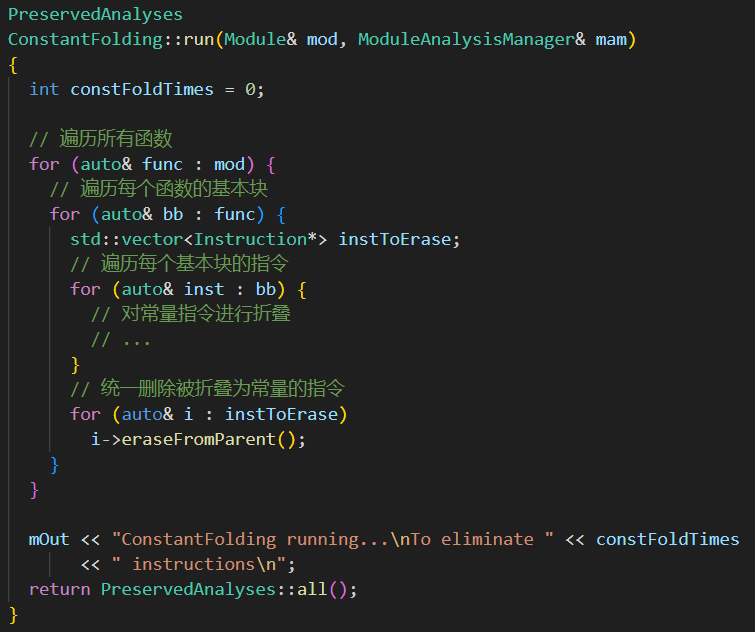 PreservedAnalyses
ConstantFolding::run(Module& mod, ModuleAnalysisManager& mam)
{
  int constFoldTimes = 0;

  // 遍历所有函数
  for (auto& func : mod) {
    // 遍历每个函数的基本块
    for (auto& bb : func) {
      std::vector<Instruction*> instToErase;
      // 遍历每个基本块的指令
      for (auto& inst : bb) {
        // 对常量指令进行折叠
        // ...
      }
      // 统一删除被折叠为常量的指令
      for (auto& i : instToErase)
        i->eraseFromParent();
    }
  }

  mOut << "ConstantFolding running...\nTo eliminate " << constFoldTimes
       << " instructions\n";
  return PreservedAnalyses::all();
}